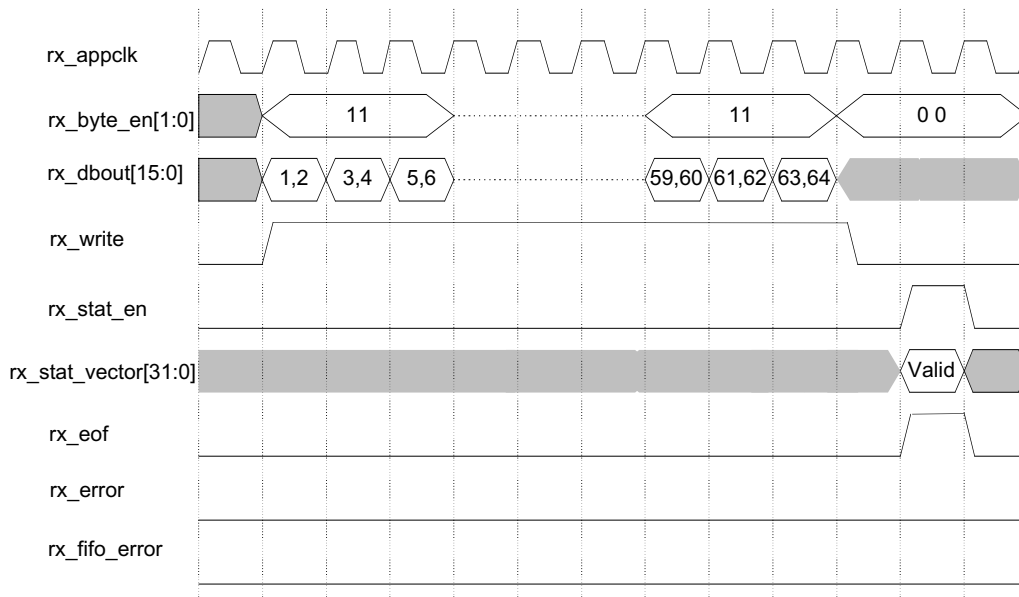 rx_appclk
rx_byte_en[1:0] 11 11 0 0
rx_dbout[15:0] 1,2 3,4 5,6 59,60 61,62 63,64
rx_write
rx_stat_en
rx_stat_vector[31:0] Valid
rx_eof
rx_error
rx_fifo_error